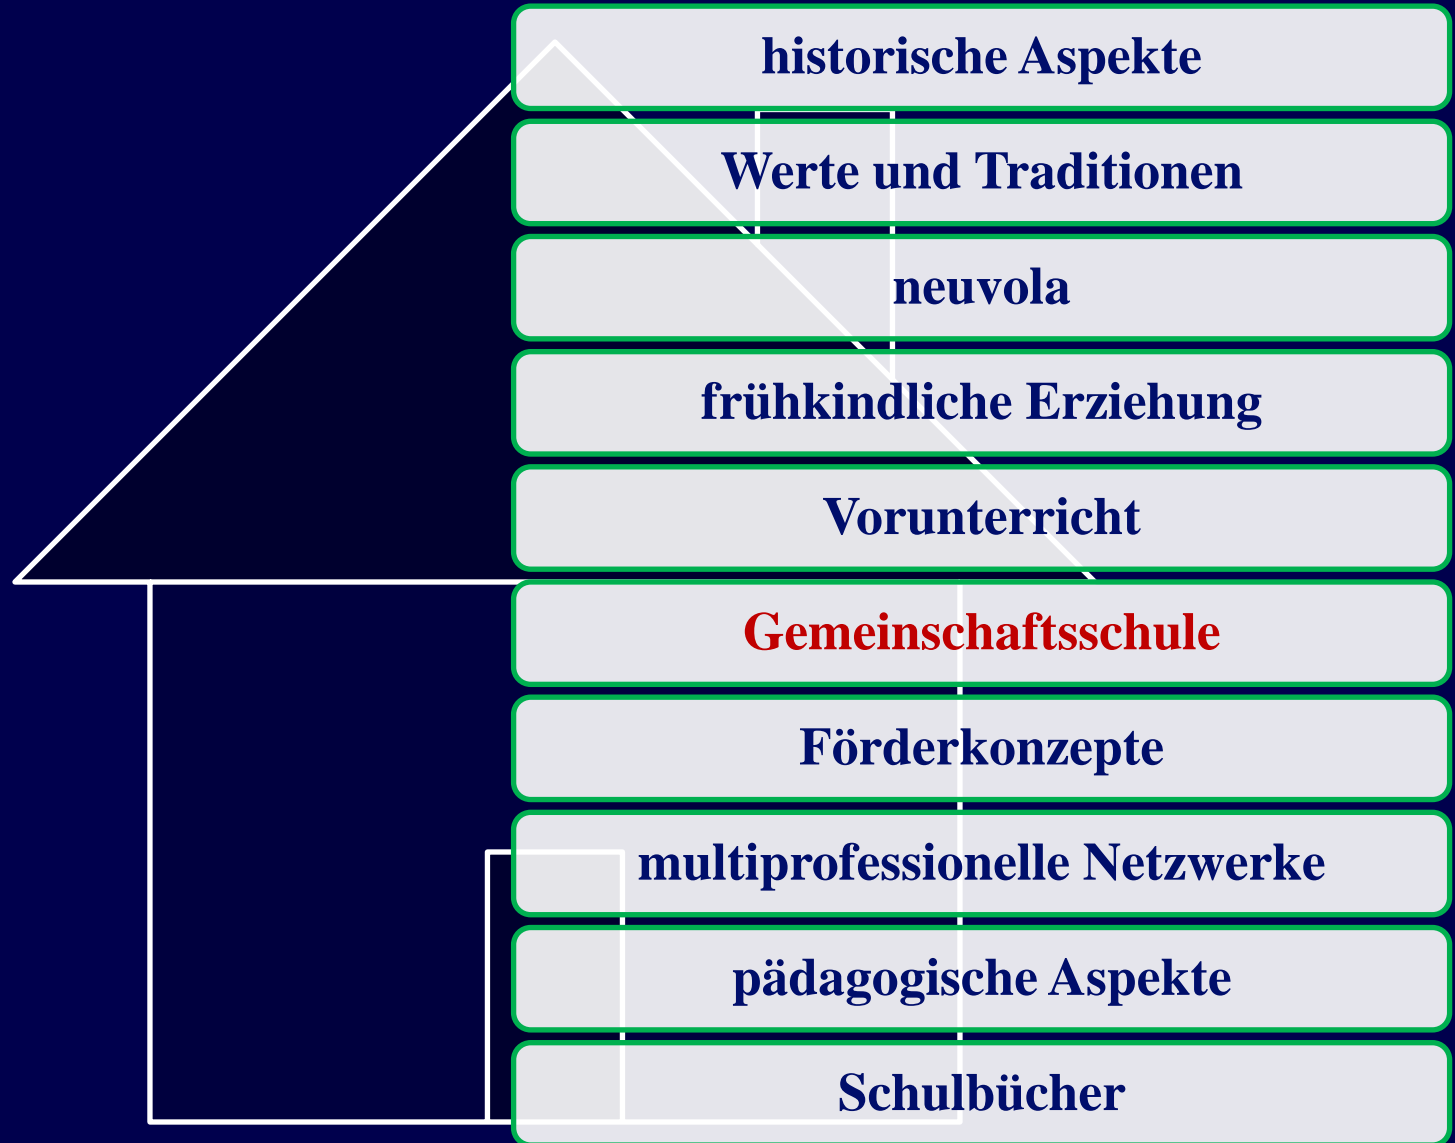 historische Aspekte
Werte und Traditionen
neuvola
frühkindliche Erziehung
Vorunterricht
Gemeinschaftsschule
Förderkonzepte
multiprofessionelle Netzwerke
pädagogische Aspekte
Schulbücher